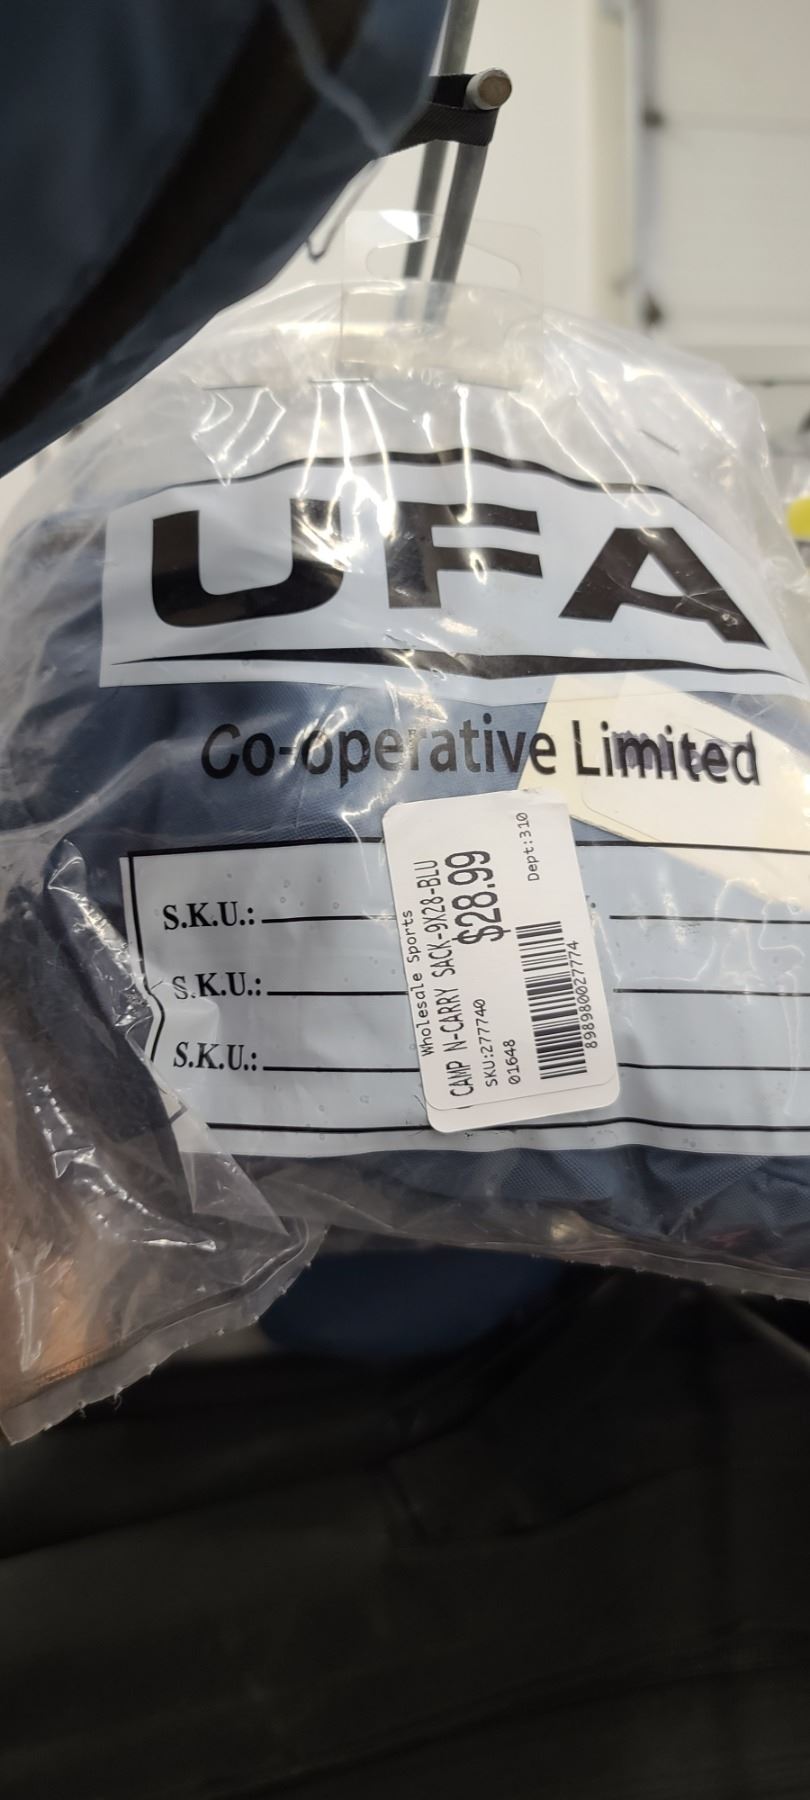 UFA
Co-operative Limited
S.K.U.:
S.K.U.:
S.K.U.:
Wholesale Sports
CAMP N-CARRY SACK-9X28-BLU
$28.99
SKU:277740
01648
Dept:310
898980027774